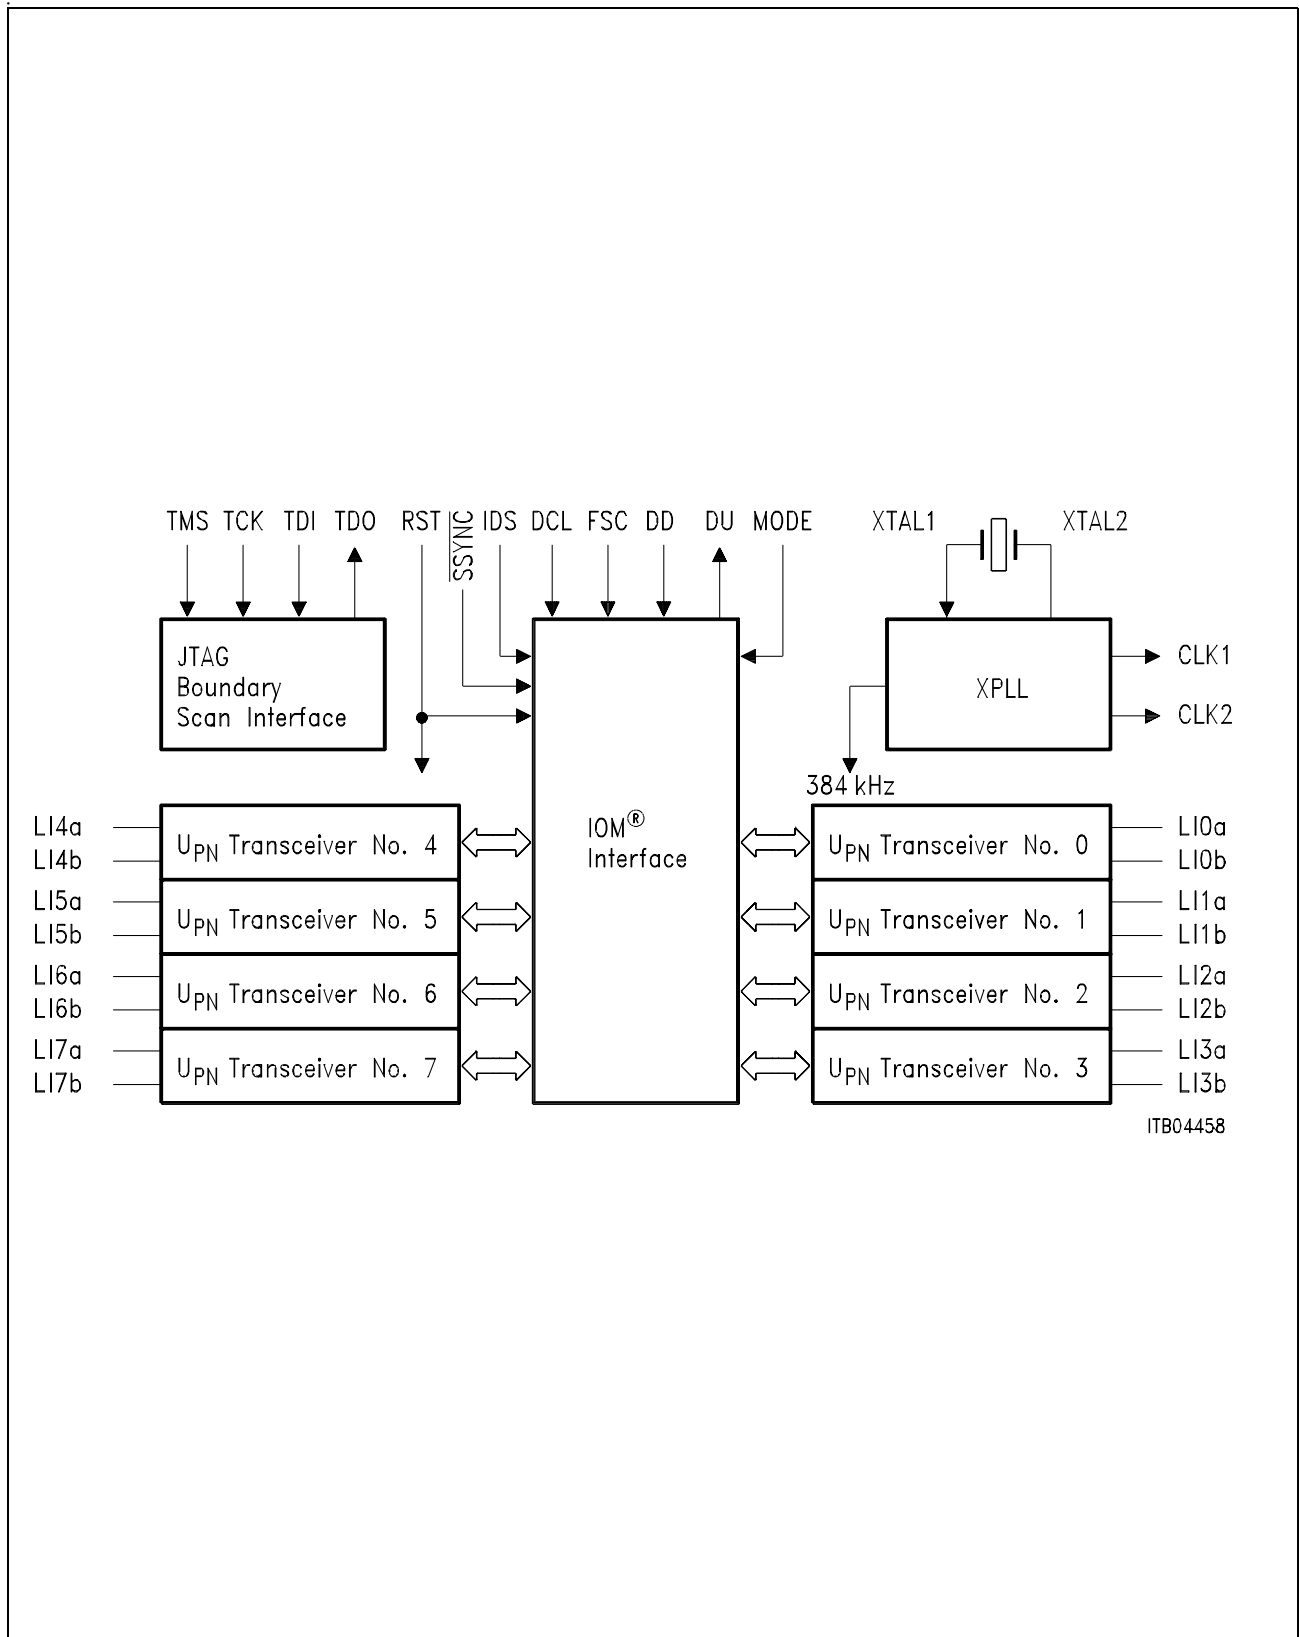 TMS TCK TDI TDO RST SSYNC IDS DCL FSC DD DU MODE XTAL1 XTAL2
JTAG
Boundary
Scan Interface
XPLL
CLK1
CLK2
384 kHz
IOM®
Interface
LI4a
LI4b
UPN Transceiver No. 4
LI5a
LI5b
UPN Transceiver No. 5
LI6a
LI6b
UPN Transceiver No. 6
LI7a
LI7b
UPN Transceiver No. 7
UPN Transceiver No. 0
LI0a
LI0b
UPN Transceiver No. 1
LI1a
LI1b
UPN Transceiver No. 2
LI2a
LI2b
UPN Transceiver No. 3
LI3a
LI3b
ITB04458